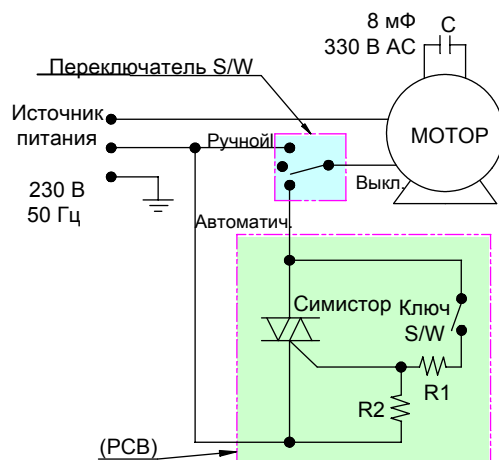 8 мФ
C
330 В АС
Переключатель S/W
Источник
питания
МОТОР
Ручной
Выкл.
230 В
50 Гц
Автоматич.
Симистор
Ключ
S/W
R1
R2
(PCB)